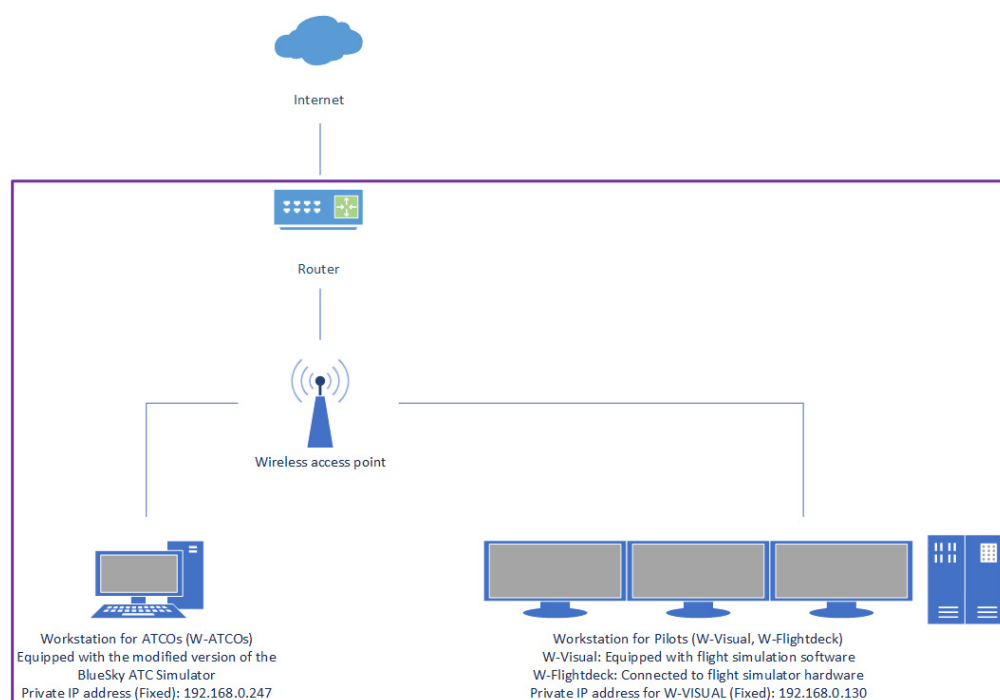 Internet
Router
Wireless access point
Workstation for ATCOs (W-ATCOs)
Equipped with the modified version of the
BlueSky ATC Simulator
Private IP address (Fixed): 192.168.0.247
Workstation for Pilots (W-Visual, W-Flightdeck)
W-Visual: Equipped with flight simulation software
W-Flightdeck: Connected to flight simulator hardware
Private IP address for W-VISUAL (Fixed): 192.168.0.130